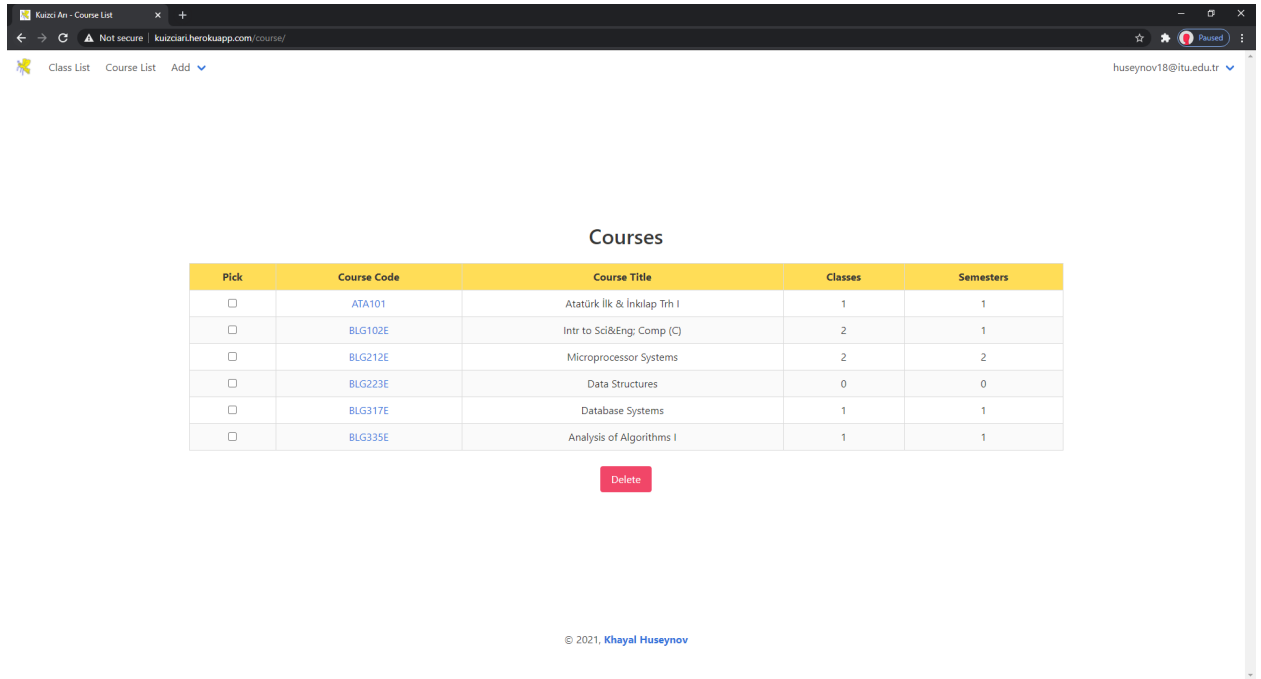 Kuizci Arı - Course List
Not secure kuizciari.herokuapp.com/course/ Paused
Class List Course List Add huseynov18@itu.edu.tr
Courses
Pick Course Code Course Title Classes Semesters
ATA101 Atatürk İlk & İnkılap Trh I 1 1
BLG102E Intr to Sci&Eng; Comp (C) 2 1
BLG212E Microprocessor Systems 2 2
BLG223E Data Structures 0 0
BLG317E Database Systems 1 1
BLG335E Analysis of Algorithms I 1 1
Delete
© 2021, Khayal Huseynov